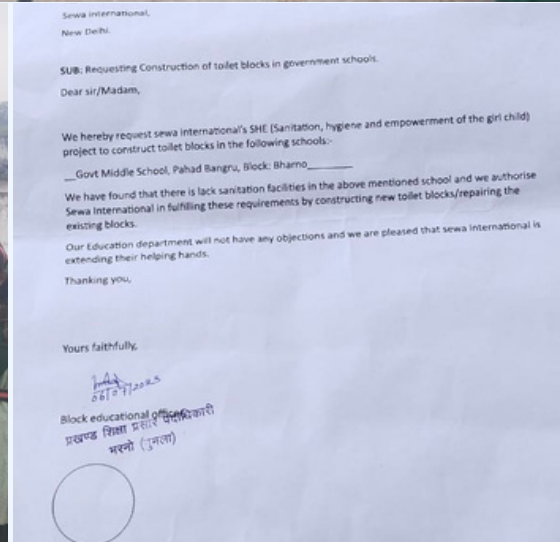 Sewa international,
New Delhi.
SUB: Requesting Construction of toilet blocks in government schools.
Dear sir/Madam,
We hereby request sewa international's SHE (Sanitation, hygiene and empowerment of the girl child)
project to construct toilet blocks in the following schools:-
__Govt Middle School, Pahad Bangru, Block: Bharno________
We have found that there is lack sanitation facilities in the above mentioned school and we authorise
Sewa International in fulfilling these requirements by constructing new toilet blocks/repairing the
existing blocks.
Our Education department will not have any objections and we are pleased that sewa international is
extending their helping hands.
Thanking you,
Yours faithfully,
06/07/2023
Block educational officer
प्रखण्ड शिक्षा प्रसार पदाधिकारी
भरनो (गुमला)